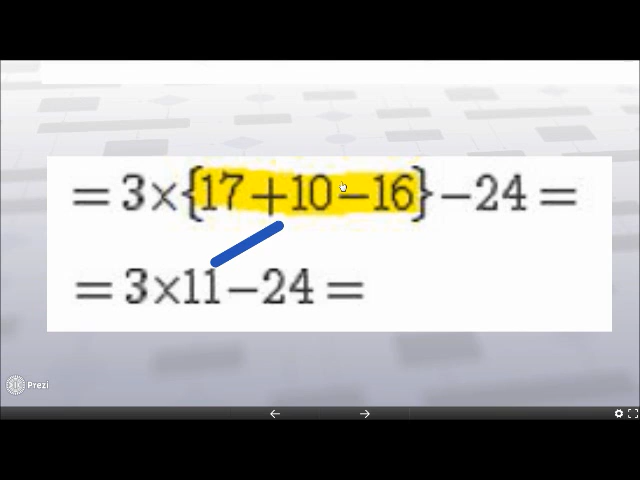 = 3×{17+10−16}−24 =
= 3×11−24 =
Prezi